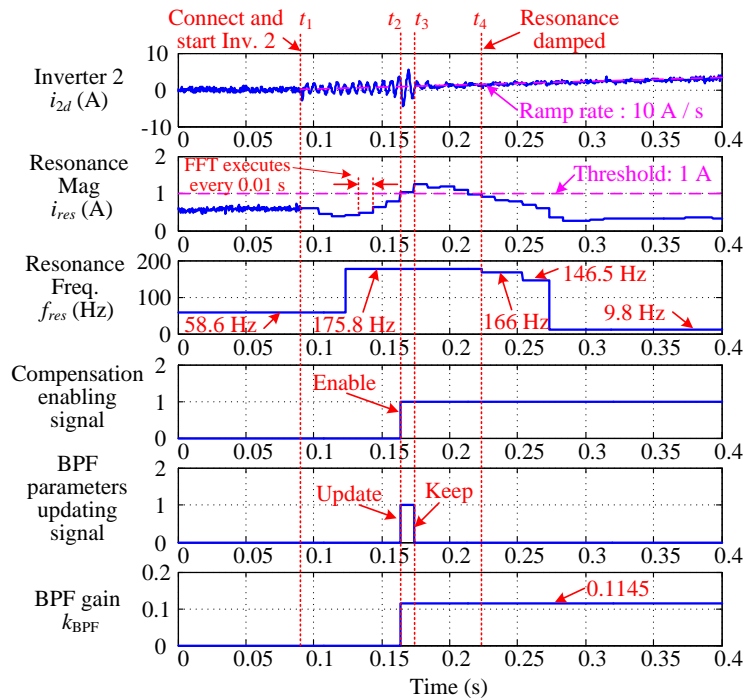 Connect and start Inv. 2
t1
t2
t3
t4
Resonance damped
Inverter 2
i2d (A)
10
0
-10
Ramp rate : 10 A / s
0 0.05 0.1 0.15 0.2 0.25 0.3 0.35 0.4
Resonance Mag
ires (A)
2
1
0
FFT executes every 0.01 s
Threshold: 1 A
0 0.05 0.1 0.15 0.2 0.25 0.3 0.35 0.4
Resonance Freq.
fres (Hz)
200
100
0
58.6 Hz
175.8 Hz
166 Hz
146.5 Hz
9.8 Hz
0 0.05 0.1 0.15 0.2 0.25 0.3 0.35 0.4
Compensation enabling signal
2
1
0
Enable
0 0.05 0.1 0.15 0.2 0.25 0.3 0.35 0.4
BPF parameters updating signal
2
1
0
Update
Keep
0 0.05 0.1 0.15 0.2 0.25 0.3 0.35 0.4
BPF gain
kBPF
0.2
0.1
0
0.1145
0 0.05 0.1 0.15 0.2 0.25 0.3 0.35 0.4
Time (s)